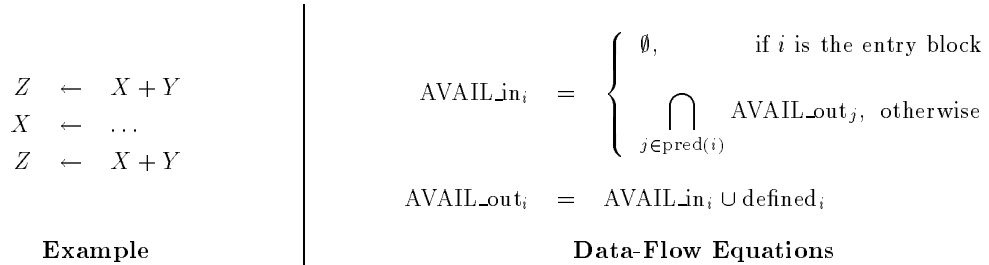 Z ← X + Y
X ← ...
Z ← X + Y
Example
AVAIL_in_i = { ∅, if i is the entry block
⋂_{j∈pred(i)} AVAIL_out_j, otherwise
AVAIL_out_i = AVAIL_in_i ∪ defined_i
Data-Flow Equations